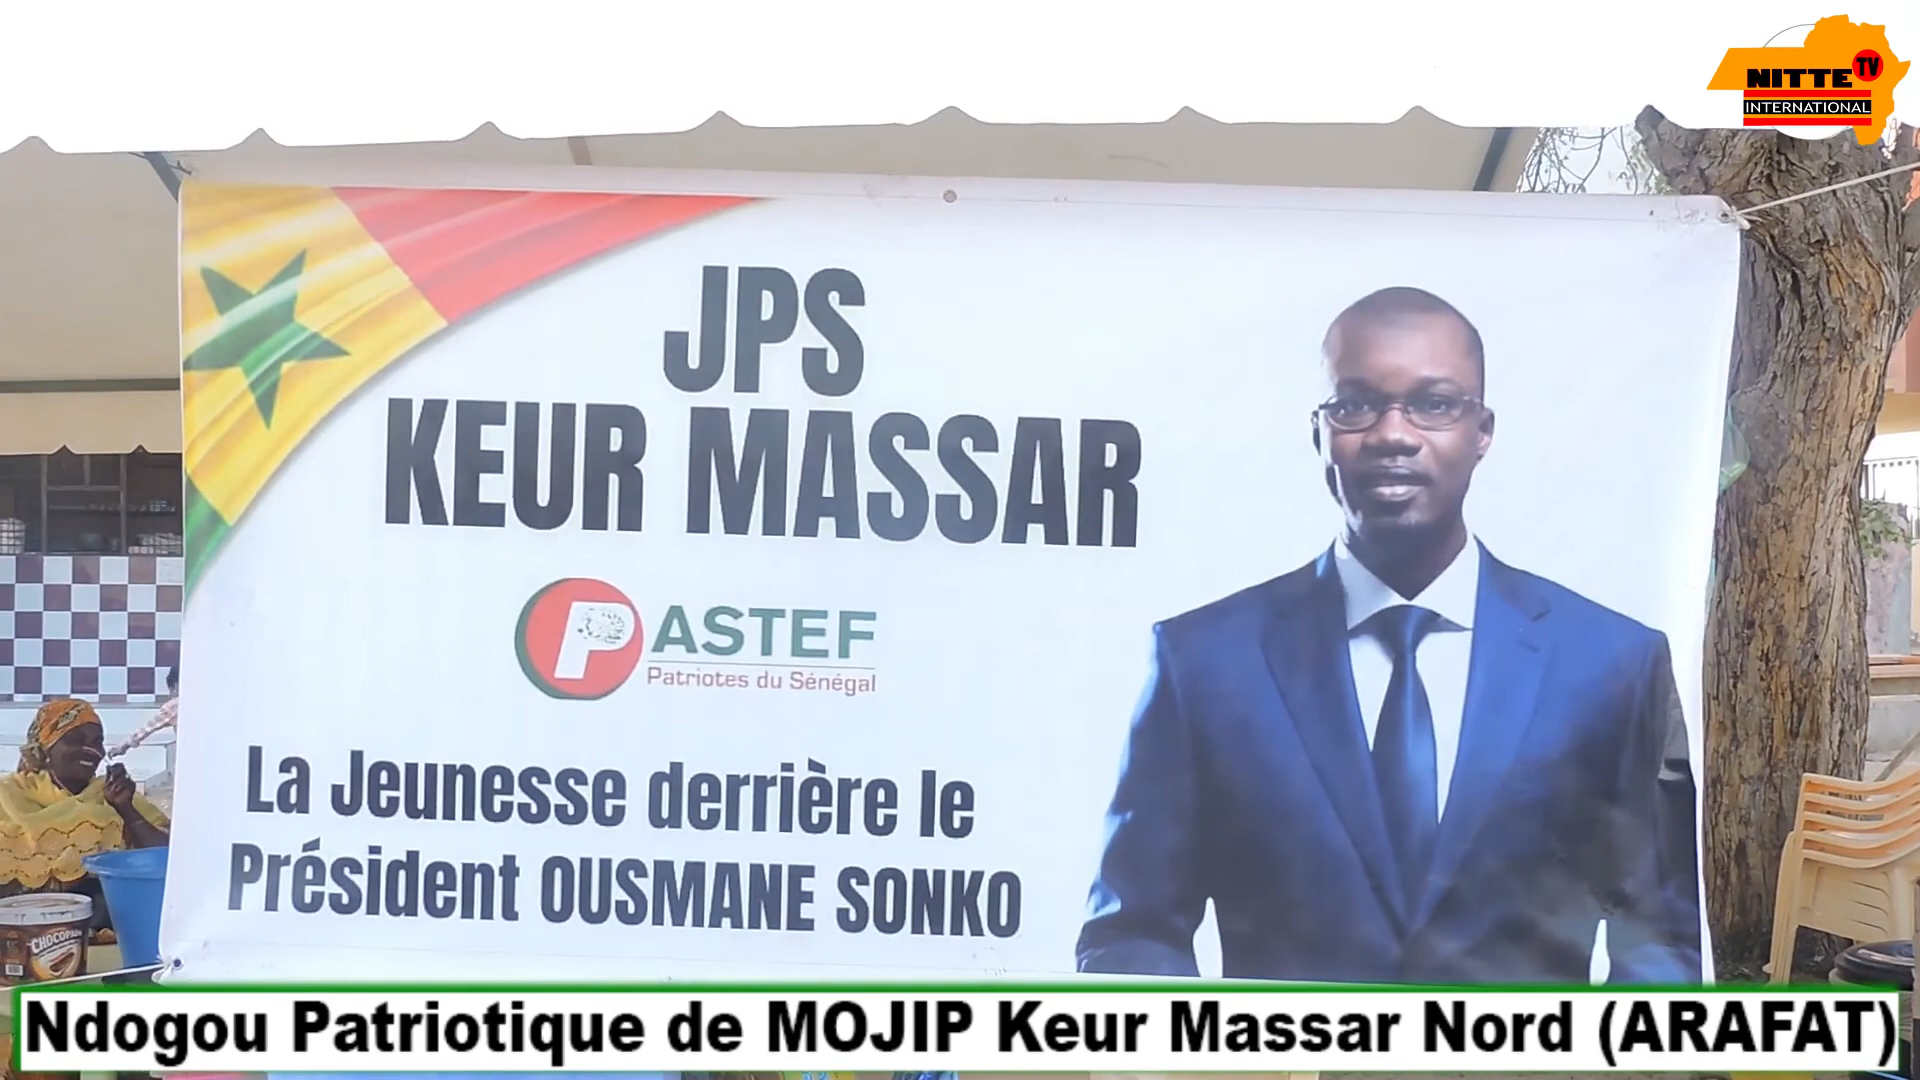 NITTE TV
INTERNATIONAL
JPS
KEUR MASSAR
PASTEF
Patriotes du Sénégal
La Jeunesse derrière le
Président OUSMANE SONKO
CHOCOPAIN
Ndogou Patriotique de MOJIP Keur Massar Nord (ARAFAT)